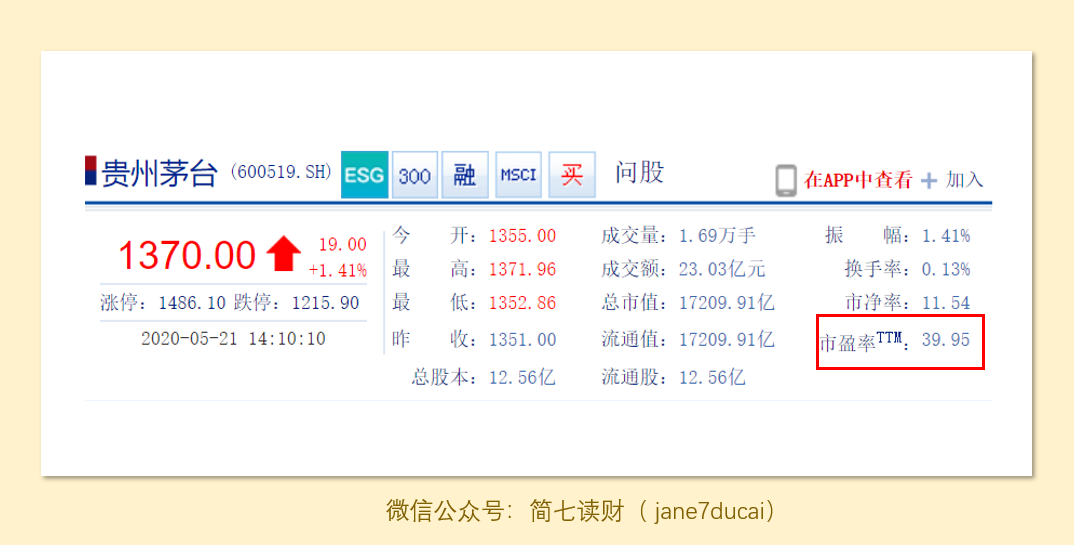 贵州茅台 (600519.SH) ESG 300 融 MSCI 买 问股 在APP中查看 + 加入
1370.00 19.00 +1.41%
涨停: 1486.10 跌停: 1215.90
2020-05-21 14:10:10
今 开: 1355.00 成交量: 1.69万手 振 幅: 1.41%
最 高: 1371.96 成交额: 23.03亿元 换手率: 0.13%
最 低: 1352.86 总市值: 17209.91亿 市净率: 11.54
昨 收: 1351.00 流通值: 17209.91亿 市盈率TTM: 39.95
总股本: 12.56亿 流通股: 12.56亿
微信公众号: 简七读财 ( jane7ducai)